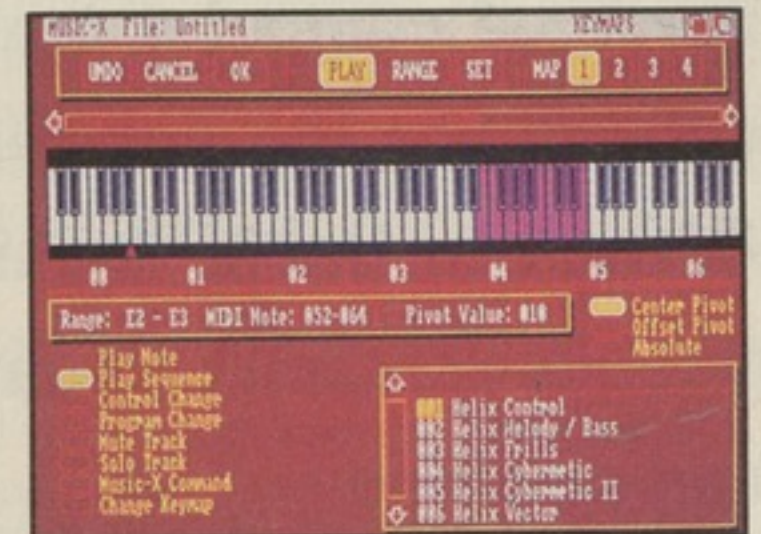 MUSIC-X File: Untitled KEYMAPS
UNDO CANCEL OK PLAY RANGE SET MAP 1 2 3 4
00 01 02 03 04 05 06
Range: E2 - E3 MIDI Note: 052-064 Pivot Value: 010
Center Pivot
Offset Pivot
Absolute
Play Note
Play Sequence
Control Change
Program Change
Mute Track
Solo Track
Music-X Command
Change Keymap
001 Helix Control
002 Helix Melody / Bass
003 Helix Frills
004 Helix Cybernetic
005 Helix Cybernetic II
006 Helix Vector